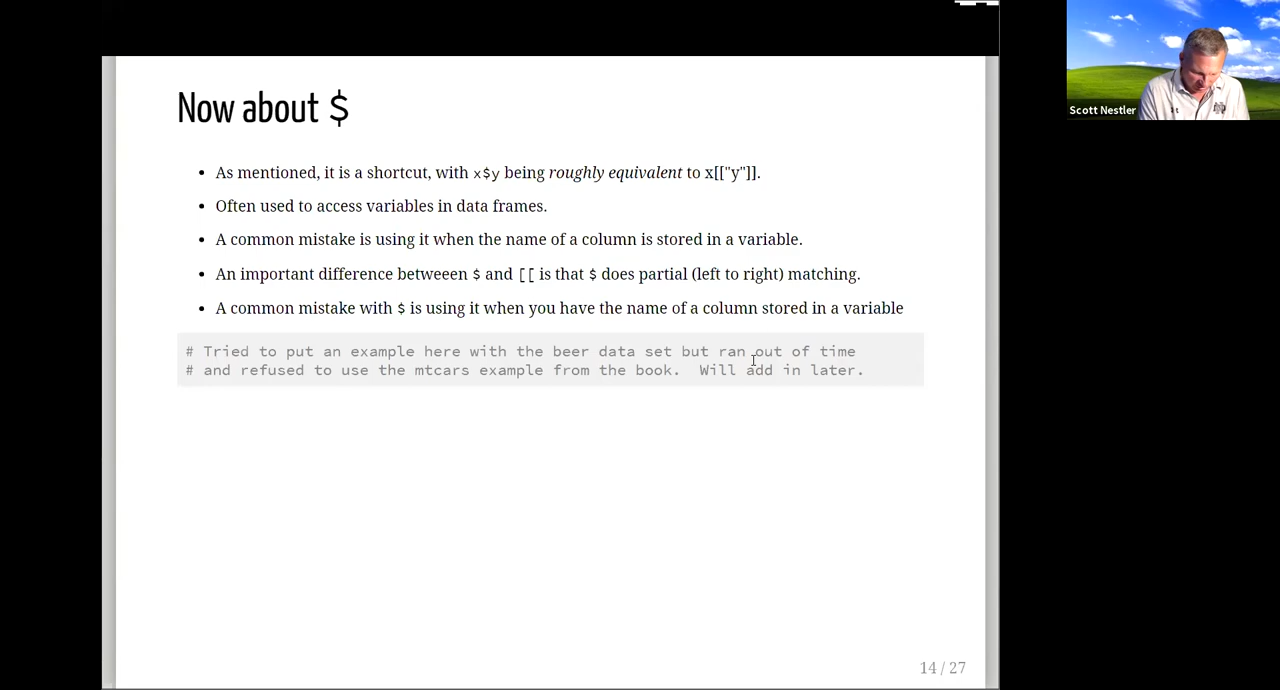 Now about $
• As mentioned, it is a shortcut, with x$y being roughly equivalent to x[["y"]].
• Often used to access variables in data frames.
• A common mistake is using it when the name of a column is stored in a variable.
• An important difference betweeen $ and [[ is that $ does partial (left to right) matching.
• A common mistake with $ is using it when you have the name of a column stored in a variable
# Tried to put an example here with the beer data set but ran out of time
# and refused to use the mtcars example from the book.  Will add in later.
14 / 27
Scott Nestler